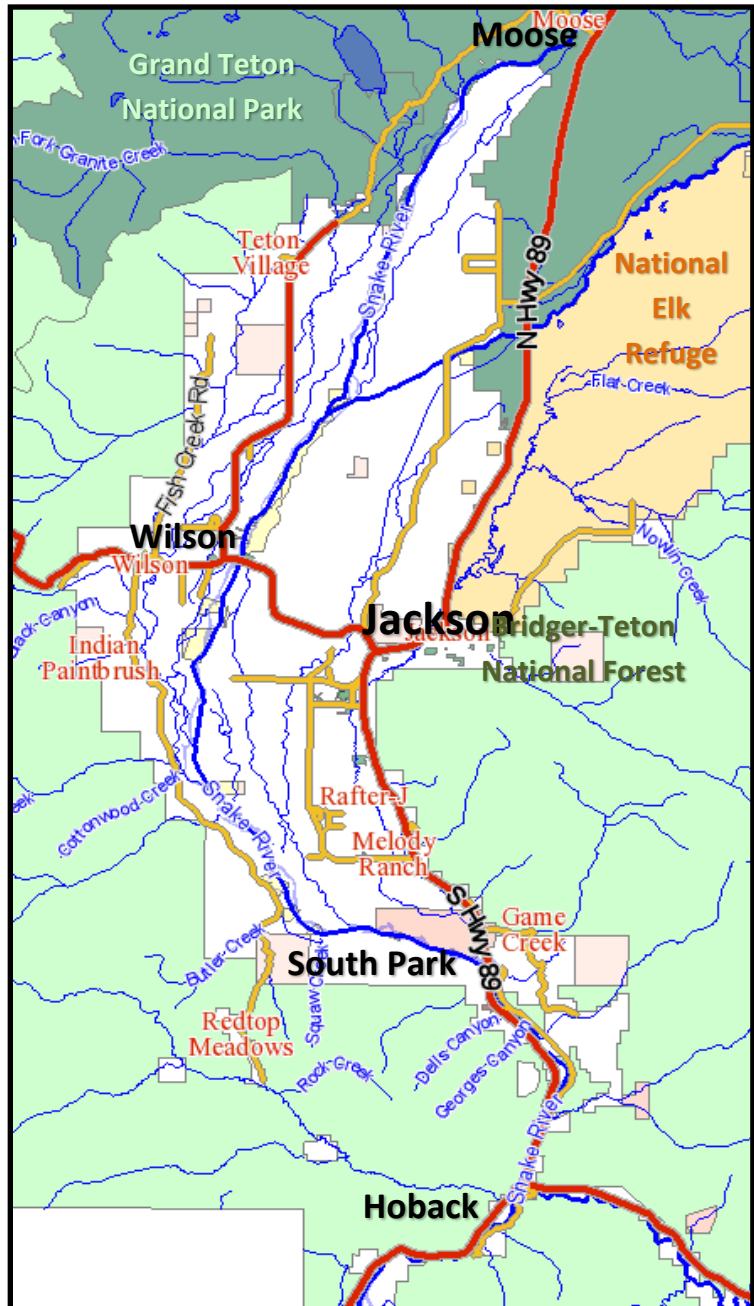 Moose
Moose
Grand Teton
National Park
Fork-Granite-Creek
Teton
Village
Snake-River
N Hwy-89
National
Elk
Refuge
Flat-Creek
Fish-Creek-Rd
Wilson
Wilson
Nowlin-Creek
Jackson
Jackson
Bridger-Teton
National Forest
Back-Canyon
Indian
Paintbrush
Cottonwood-Creek
eek
Snake-River
Rafter-J
Melody
Ranch
S Hwy-89
Game
Creek
South Park
Butler-Creek
Squaw Creek
Redtop
Meadows
Rock-Creek
Dells Canyon
Georges-Canyon
Snake-River
Hoback